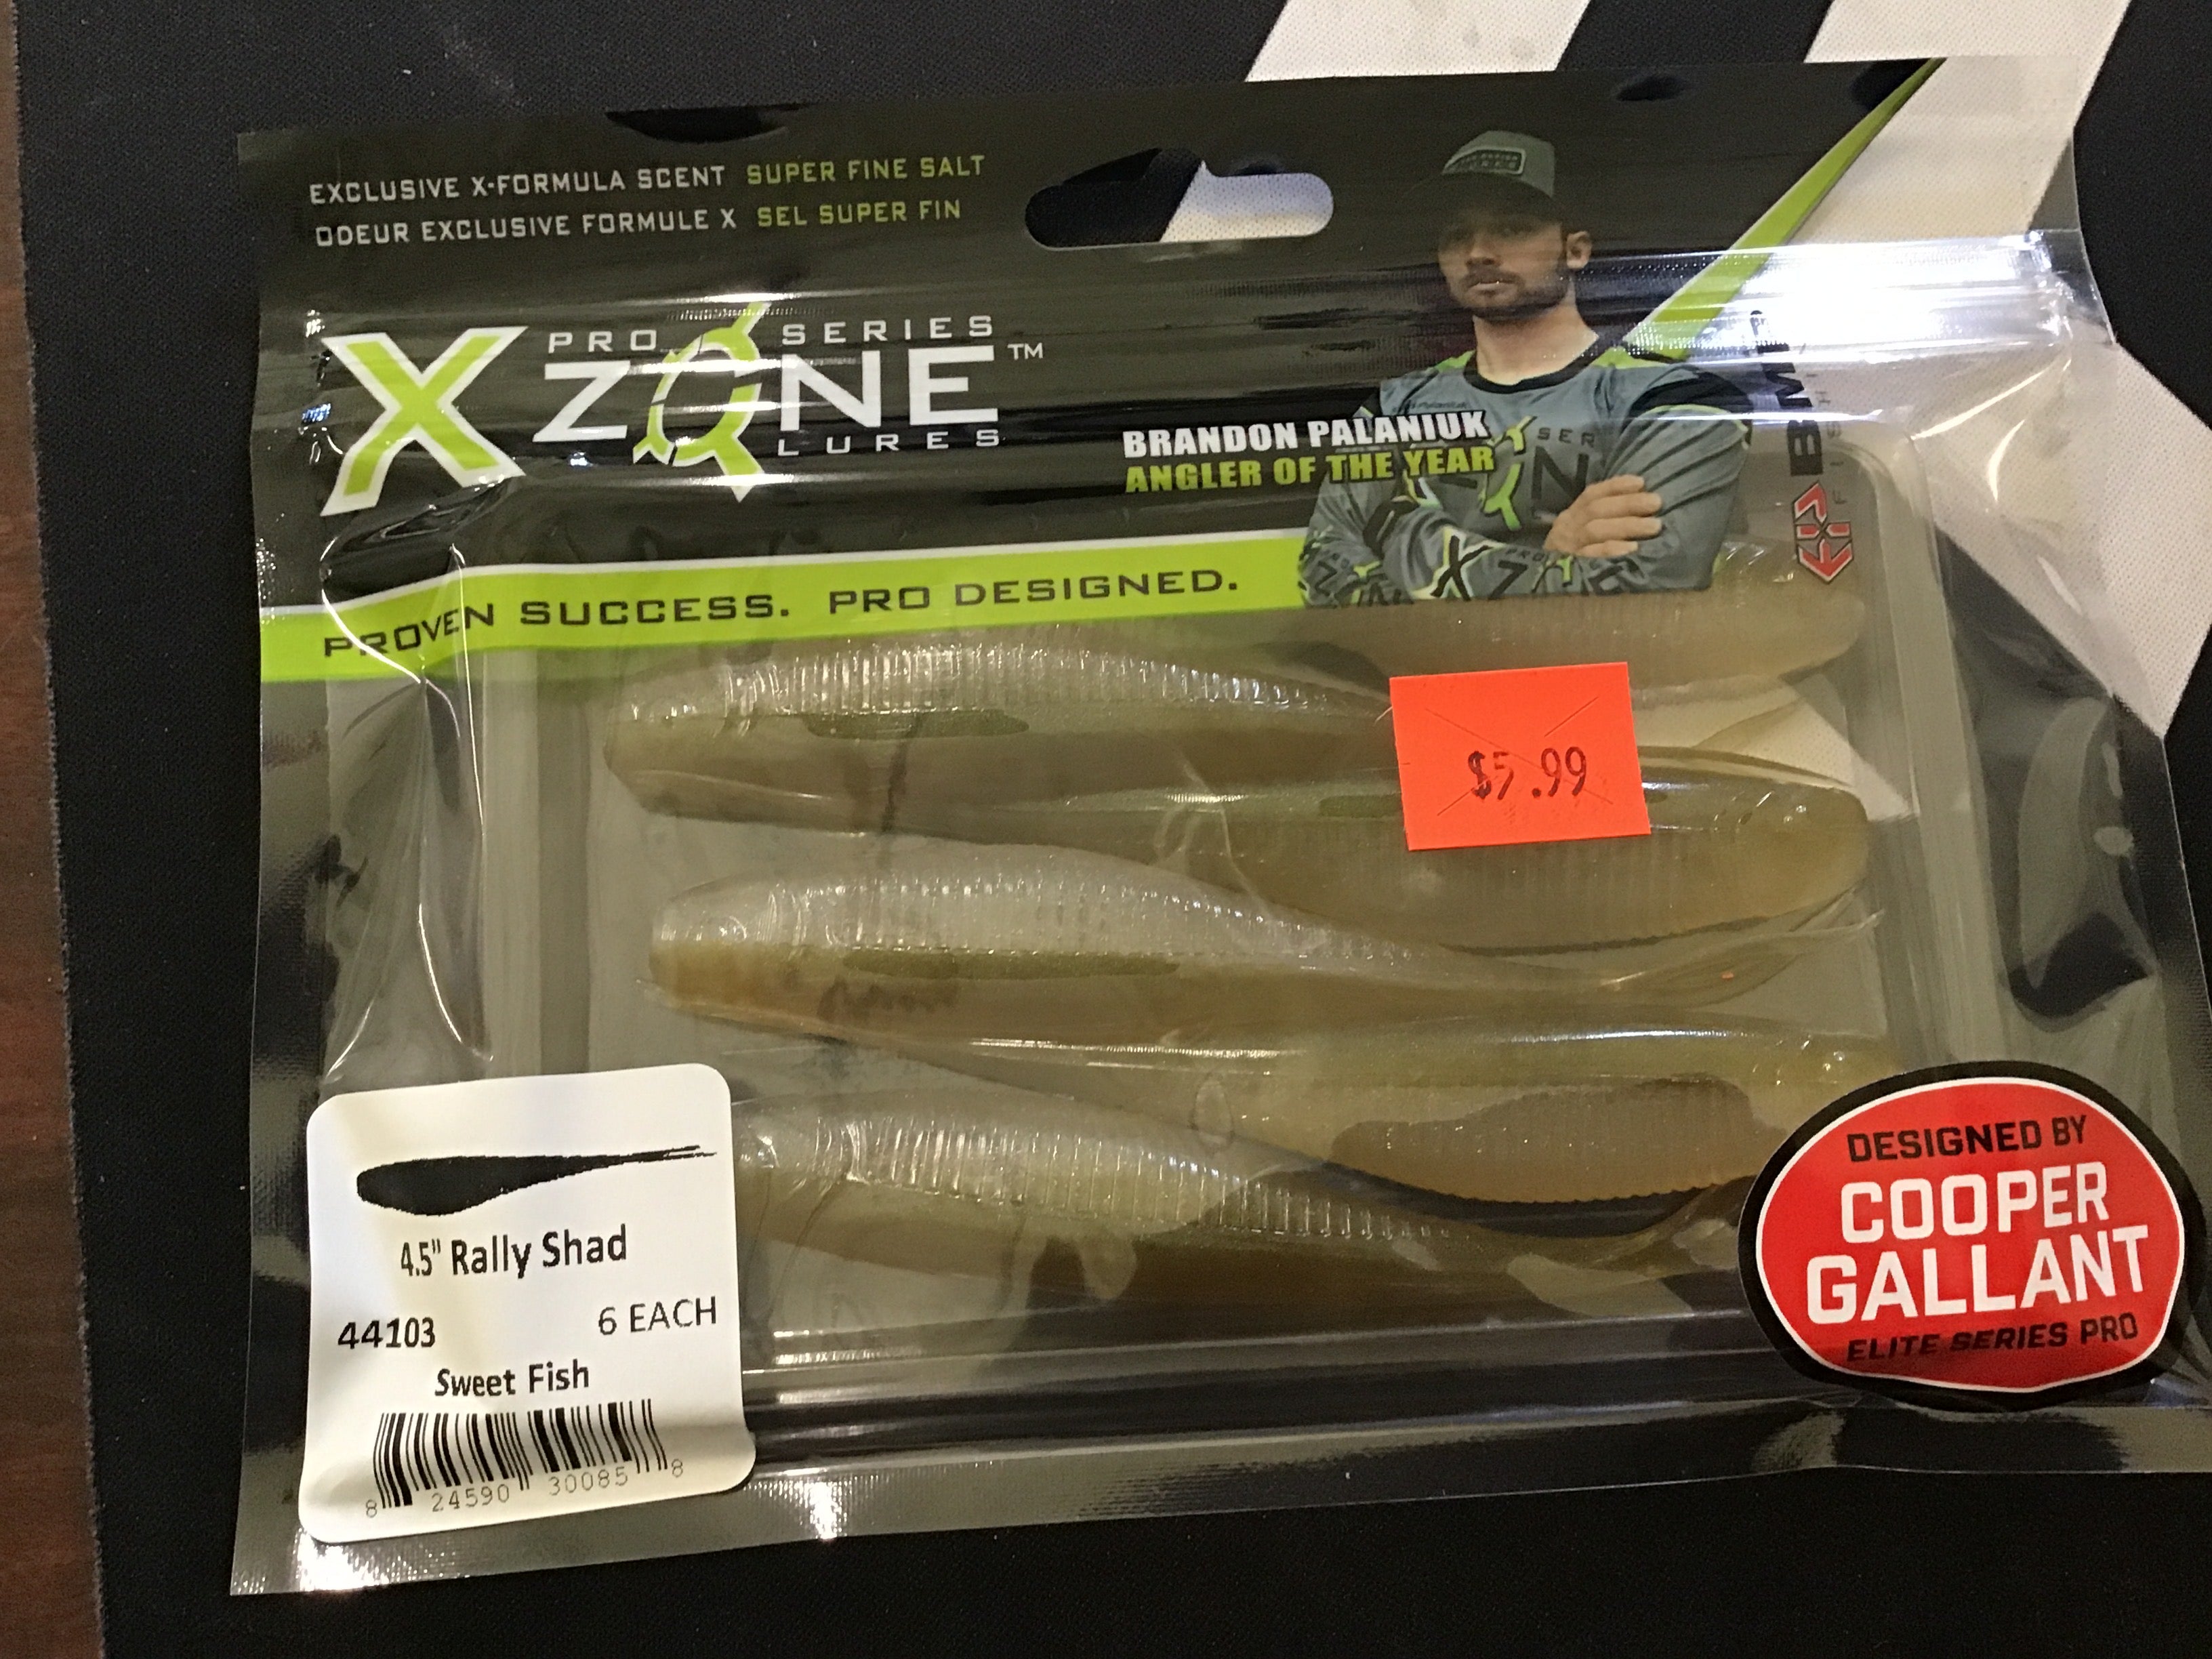 EXCLUSIVE X-FORMULA SCENT SUPER FINE SALT
ODEUR EXCLUSIVE FORMULE X SEL SUPER FIN
X ZONE™
PRO SERIES
LURES
BRANDON PALANIUK
ANGLER OF THE YEAR
PROVEN SUCCESS. PRO DESIGNED.
$5.99
4.5" Rally Shad
44103 6 EACH
Sweet Fish
8 24590 30085 8
DESIGNED BY
COOPER
GALLANT
ELITE SERIES PRO